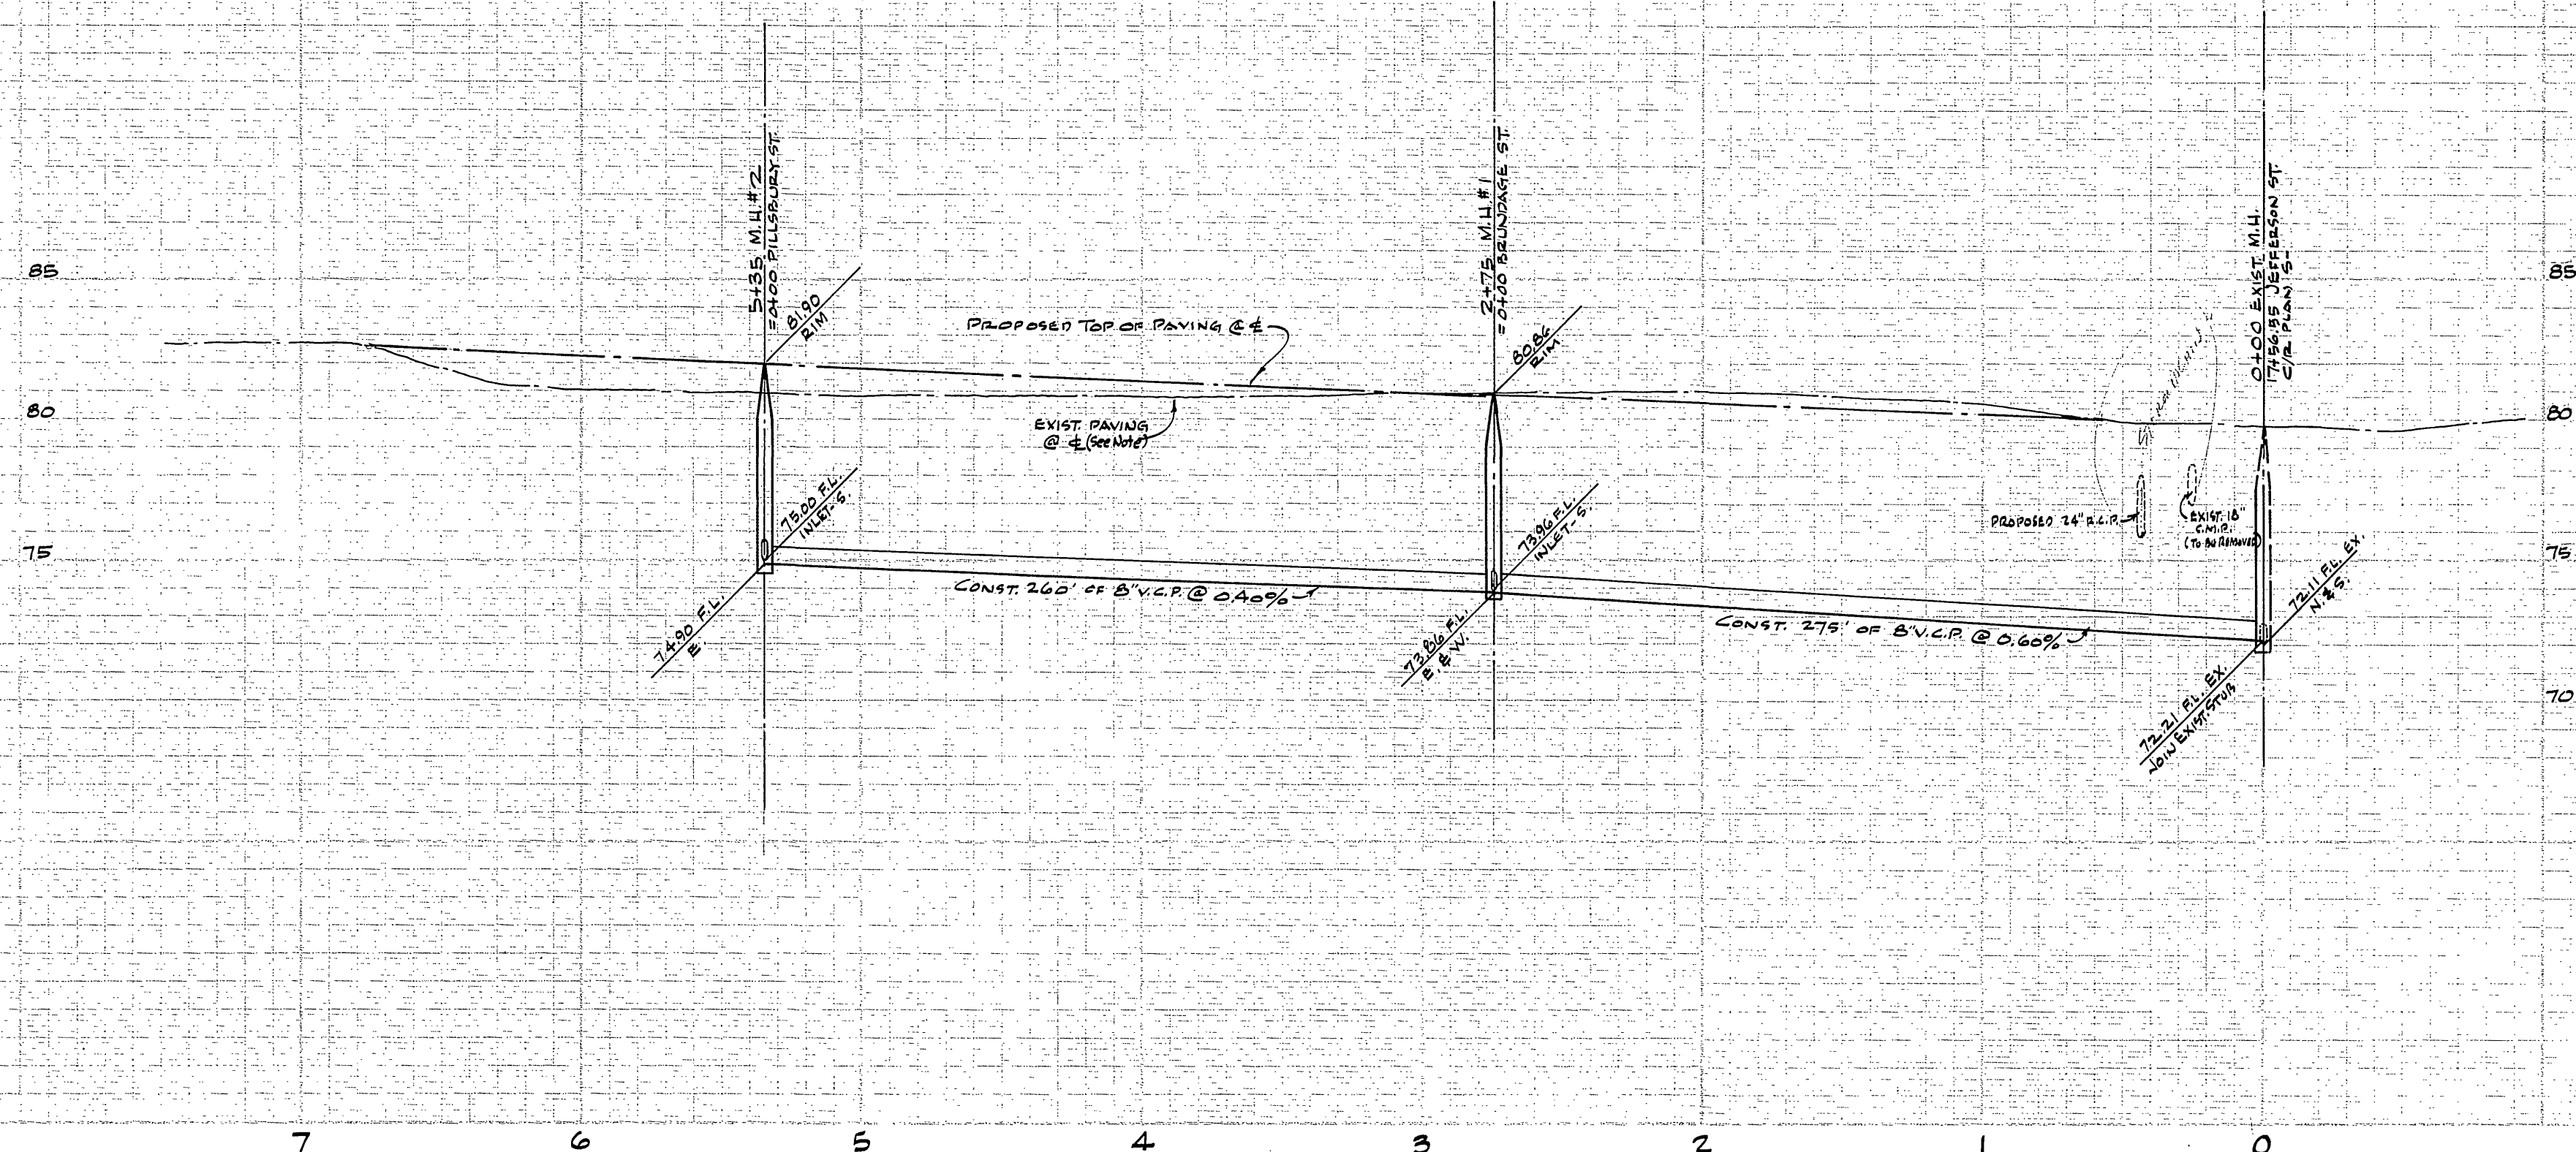 5+35 M.H.#2
=0+00 PILLSBURY ST.
81.90
RIM
PROPOSED TOP OF PAVING @ ℄
EXIST. PAVING
@ ℄ (See Note)
2+75 M.H.#1
=0+00 BRUNDAGE ST.
80.86
RIM
0+00 EXIST. M.H.
17+56.55 JEFFERSON ST.
C/R PLAN S-
85
80
75
85
80
75
70
75.00 F.L.
INLET-S.
74.90 F.L.
E
CONST. 260' OF 8" V.C.P. @ 0.40%
73.96 F.L.
INLET-S
73.86 F.L.
E. & W.
CONST. 275' OF 8" V.C.P. @ 0.60%
PROPOSED 24" R.C.P.
EXIST. 18"
C.M.P.
(TO BE REMOVED)
72.11 F.L. EX.
N. & S.
72.21 F.L. EX.
JOIN EXIST. STUB
7 6 5 4 3 2 1 0